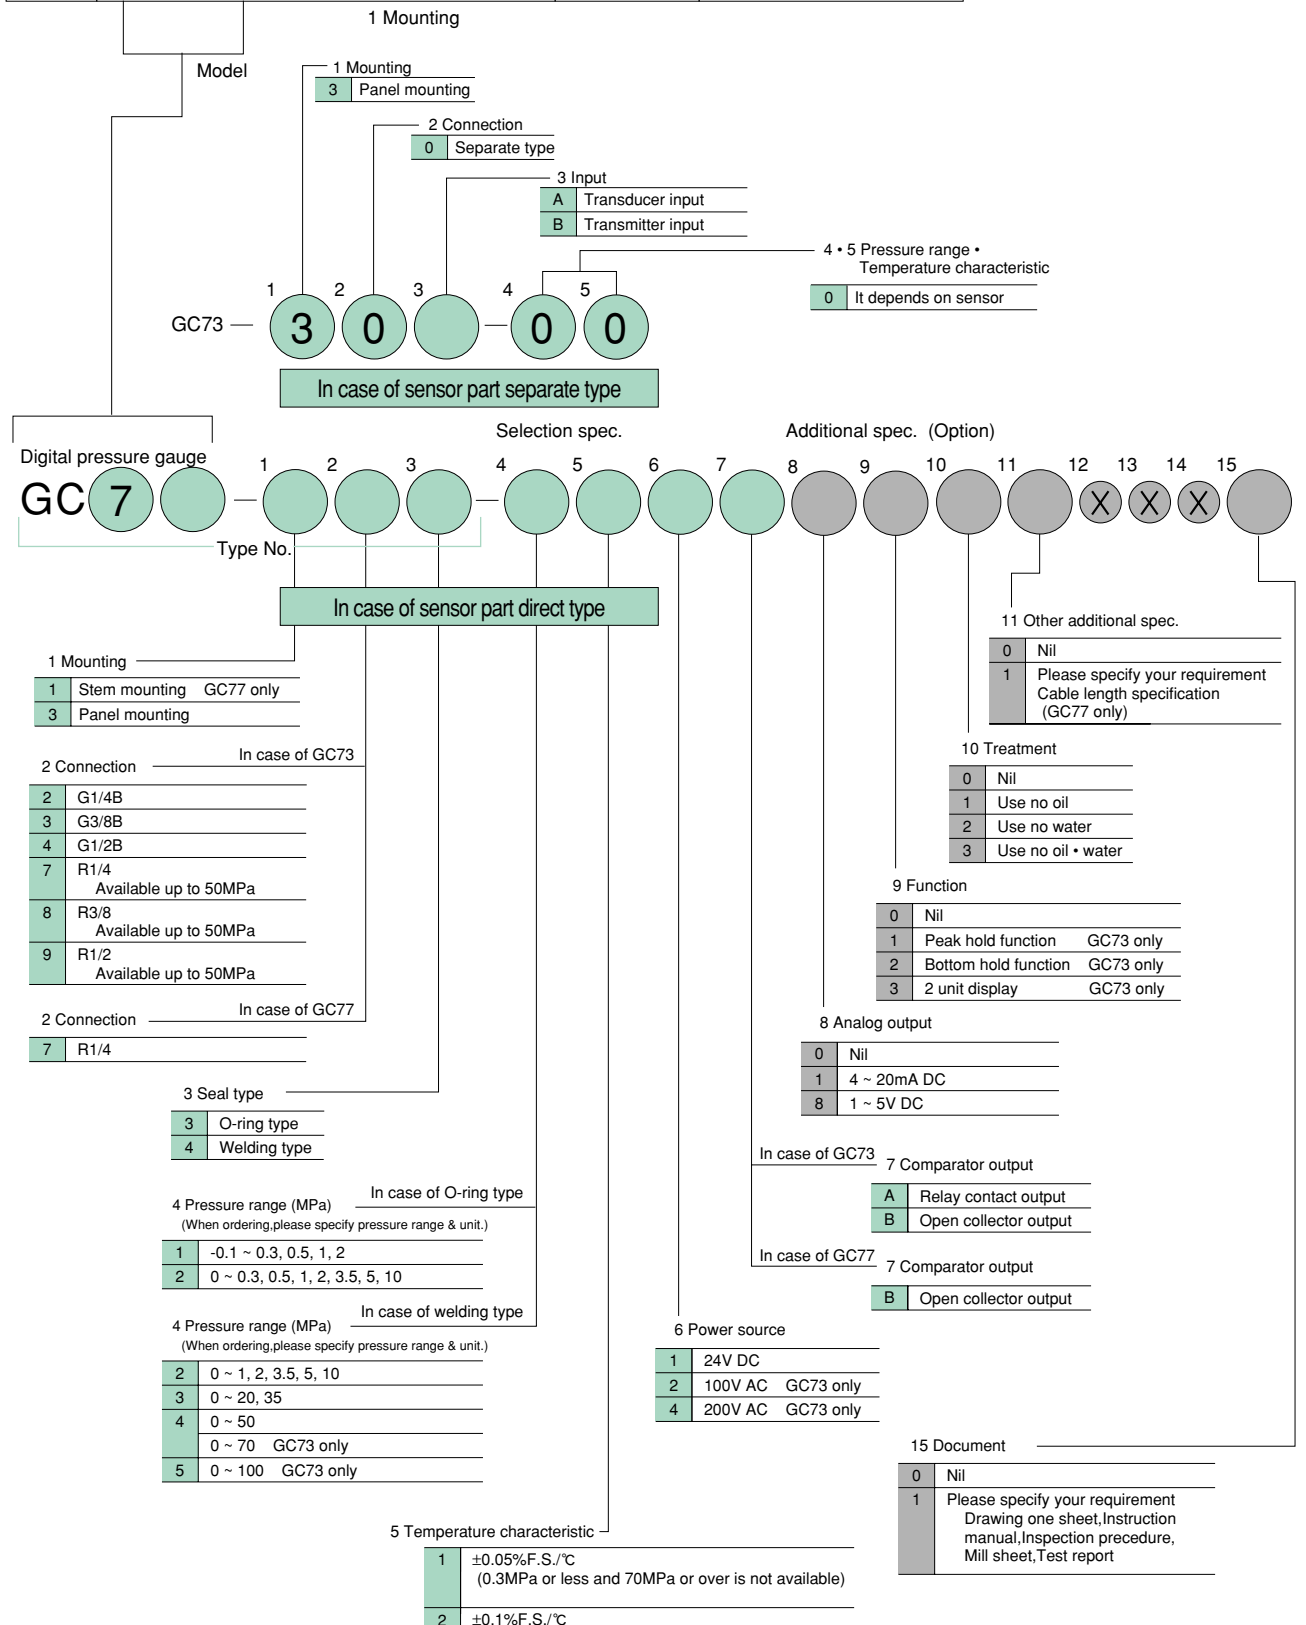 1 Mounting
Model
1 Mounting
3 Panel mounting
2 Connection
0 Separate type
3 Input
A Transducer input
B Transmitter input
4 • 5 Pressure range •
Temperature characteristic
0 It depends on sensor
1 2 3 4 5
GC73 — 3 0 — 0 0
In case of sensor part separate type
Selection spec. Additional spec. (Option)
Digital pressure gauge
1 2 3 4 5 6 7 8 9 10 11 12 13 14 15
GC 7 — — X X X
Type No.
In case of sensor part direct type
11 Other additional spec.
0 Nil
1 Please specify your requirement
Cable length specification
(GC77 only)
1 Mounting
1 Stem mounting GC77 only
3 Panel mounting
In case of GC73
2 Connection
2 G1/4B
3 G3/8B
4 G1/2B
7 R1/4
Available up to 50MPa
8 R3/8
Available up to 50MPa
9 R1/2
Available up to 50MPa
In case of GC77
2 Connection
7 R1/4
10 Treatment
0 Nil
1 Use no oil
2 Use no water
3 Use no oil • water
9 Function
0 Nil
1 Peak hold function GC73 only
2 Bottom hold function GC73 only
3 2 unit display GC73 only
8 Analog output
0 Nil
1 4 ~ 20mA DC
8 1 ~ 5V DC
3 Seal type
3 O-ring type
4 Welding type
In case of GC73
7 Comparator output
A Relay contact output
B Open collector output
In case of GC77
7 Comparator output
B Open collector output
In case of O-ring type
4 Pressure range (MPa)
(When ordering,please specify pressure range & unit.)
1 -0.1 ~ 0.3, 0.5, 1, 2
2 0 ~ 0.3, 0.5, 1, 2, 3.5, 5, 10
In case of welding type
4 Pressure range (MPa)
(When ordering,please specify pressure range & unit.)
2 0 ~ 1, 2, 3.5, 5, 10
3 0 ~ 20, 35
4 0 ~ 50
0 ~ 70 GC73 only
5 0 ~ 100 GC73 only
6 Power source
1 24V DC
2 100V AC GC73 only
4 200V AC GC73 only
15 Document
0 Nil
1 Please specify your requirement
Drawing one sheet,Instruction
manual,Inspection precedure,
Mill sheet,Test report
5 Temperature characteristic
1 ±0.05%F.S./℃
(0.3MPa or less and 70MPa or over is not available)
2 ±0.1%F.S./℃